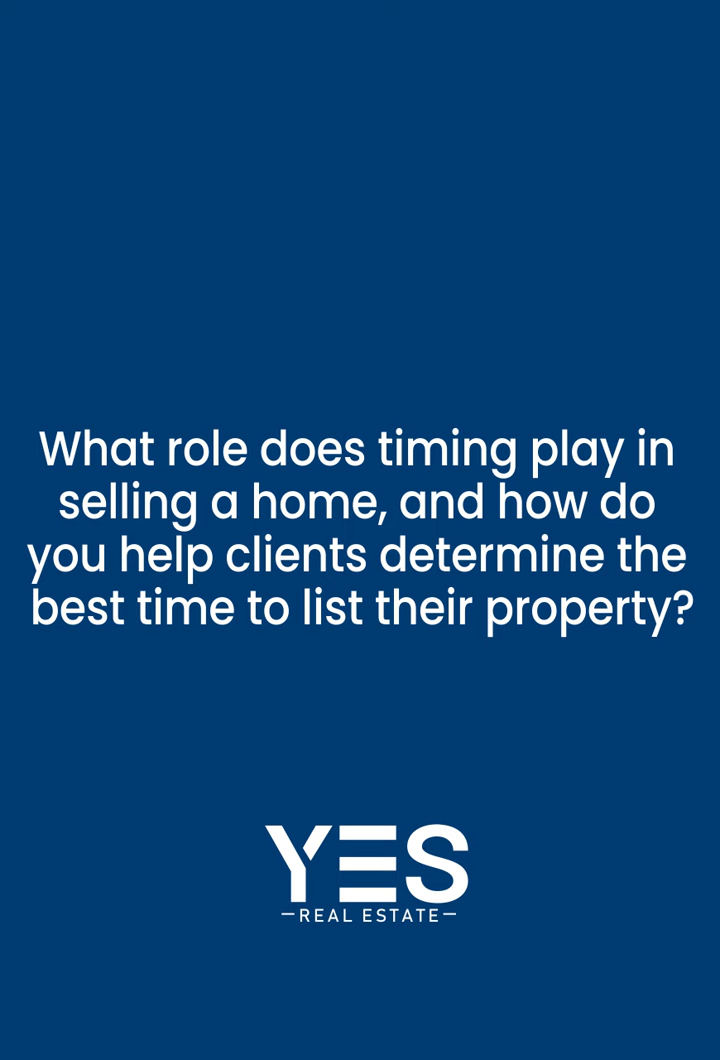 What role does timing play in
selling a home, and how do
you help clients determine the
best time to list their property?
YES
REAL ESTATE